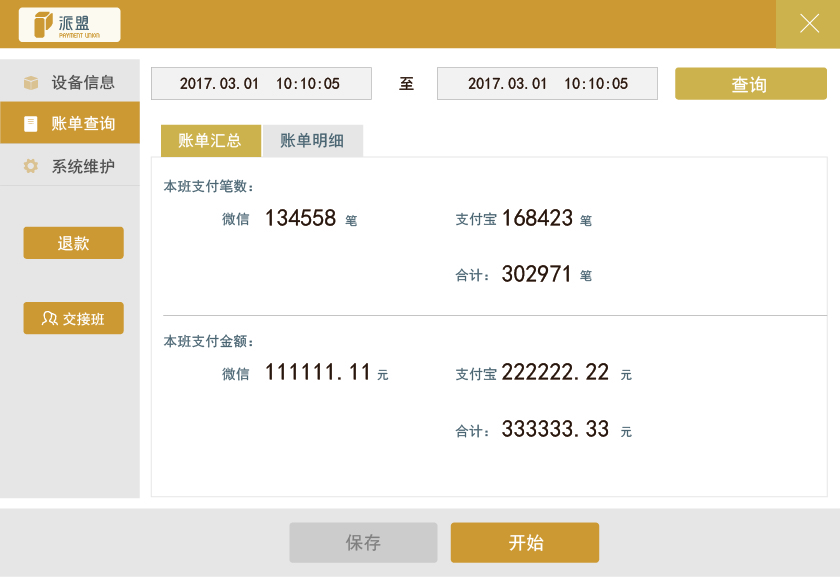 派盟
PAYMENT UNION
设备信息
账单查询
系统维护
退款
交接班
2017.03.01 10:10:05 至 2017.03.01 10:10:05 查询
账单汇总 账单明细
本班支付笔数：
微信 134558 笔 支付宝 168423 笔
合计： 302971 笔
本班支付金额：
微信 111111.11 元 支付宝 222222.22 元
合计： 333333.33 元
保存 开始